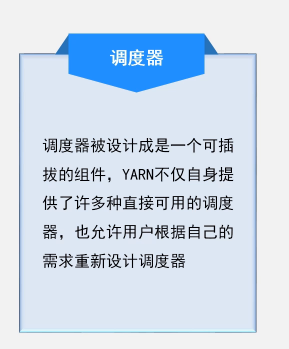 调度器
调度器被设计成是一个可插
拔的组件，YARN不仅自身提
供了许多种直接可用的调度
器，也允许用户根据自己的
需求重新设计调度器